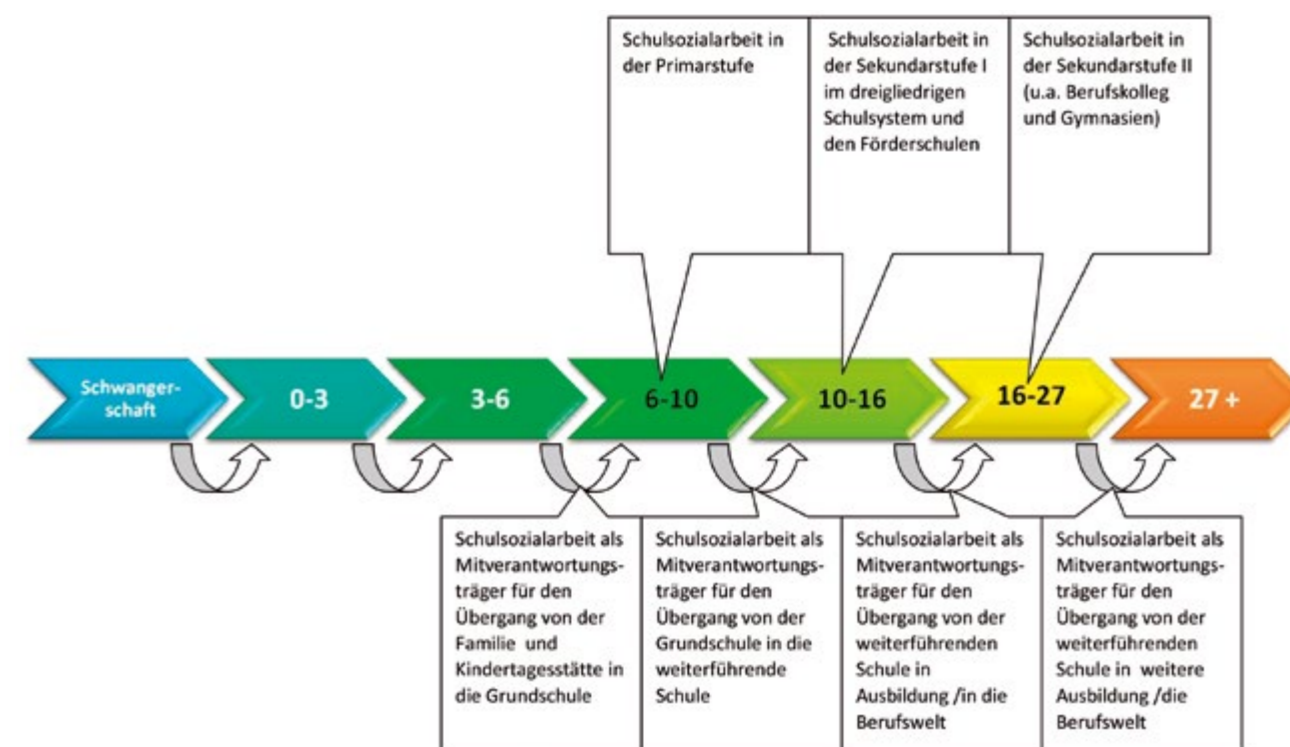 Schulsozialarbeit in
der Primarstufe
Schulsozialarbeit in
der Sekundarstufe I
im dreigliedrigen
Schulsystem und
den Förderschulen
Schulsozialarbeit in
der Sekundarstufe II
(u.a. Berufskolleg
und Gymnasien)
Schwanger-
schaft
0-3
3-6
6-10
10-16
16-27
27 +
Schulsozialarbeit als
Mitverantwortungs-
träger für den
Übergang von der
Familie und
Kindertagesstätte in
die Grundschule
Schulsozialarbeit als
Mitverantwortungs-
träger für den
Übergang von der
Grundschule in die
weiterführende
Schule
Schulsozialarbeit als
Mitverantwortungs-
träger für den
Übergang von der
weiterführenden
Schule in
Ausbildung /in die
Berufswelt
Schulsozialarbeit als
Mitverantwortungs-
träger für den
Übergang von der
weiterführenden
Schule in weitere
Ausbildung /die
Berufswelt